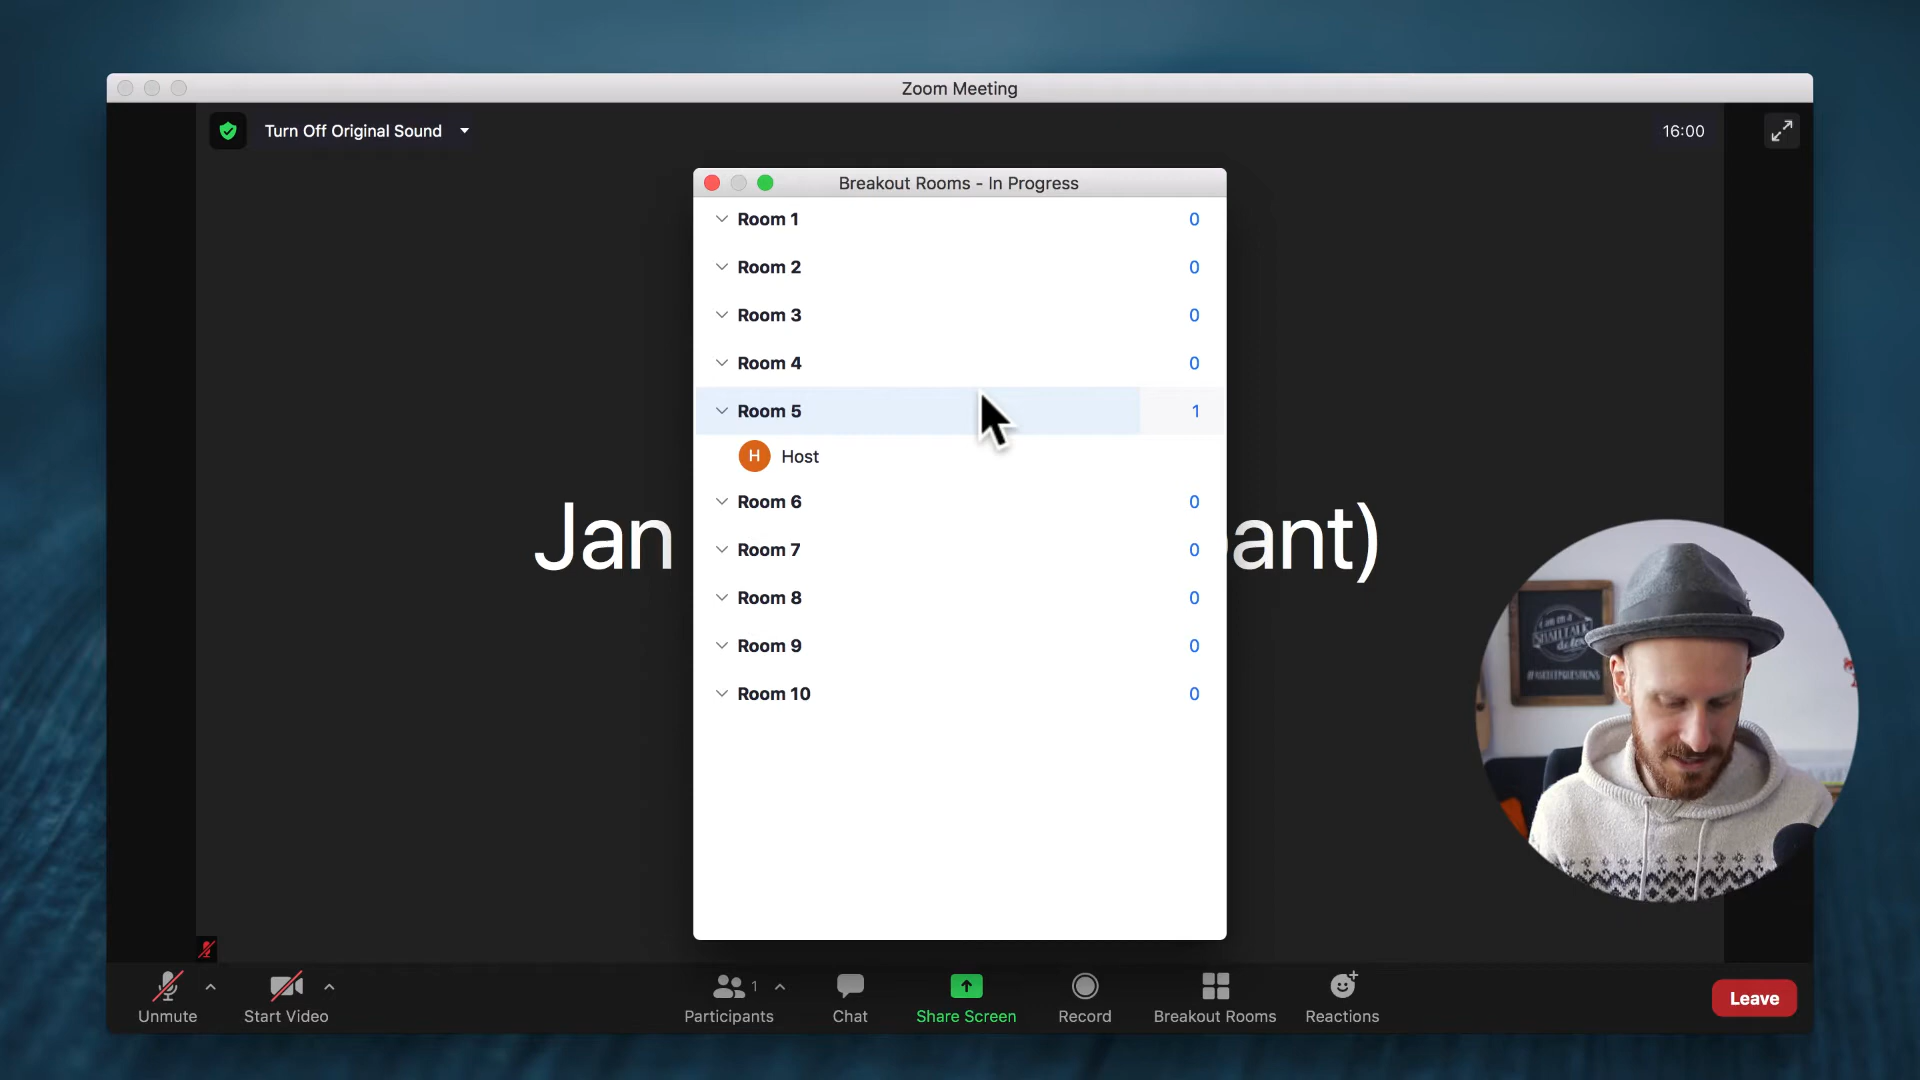 Zoom Meeting
Turn Off Original Sound
16:00
Breakout Rooms - In Progress
Room 1 0
Room 2 0
Room 3 0
Room 4 0
Room 5 1
H Host
Room 6 0
Jan
ant)
Room 7 0
Room 8 0
Room 9 0
Room 10 0
SMALLTALK
Unmute
Start Video
1
Participants
Chat
Share Screen
Record
Breakout Rooms
Reactions
Leave